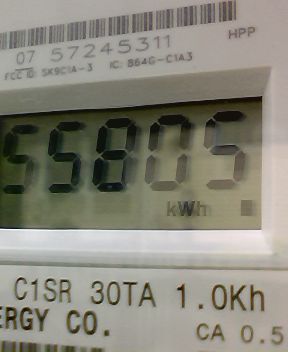 HPP
07 57245311
FCC ID: SK9C1A-3 IC: 864G-C1A3
55805
kWh
C1SR 30TA 1.0Kh
ERGY CO.
CA 0.5